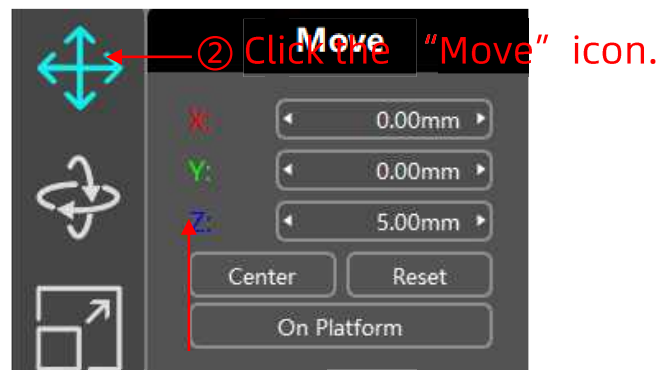 Move
② Click the “Move” icon.
X: 0.00mm
Y: 0.00mm
Z: 5.00mm
Center Reset
On Platform